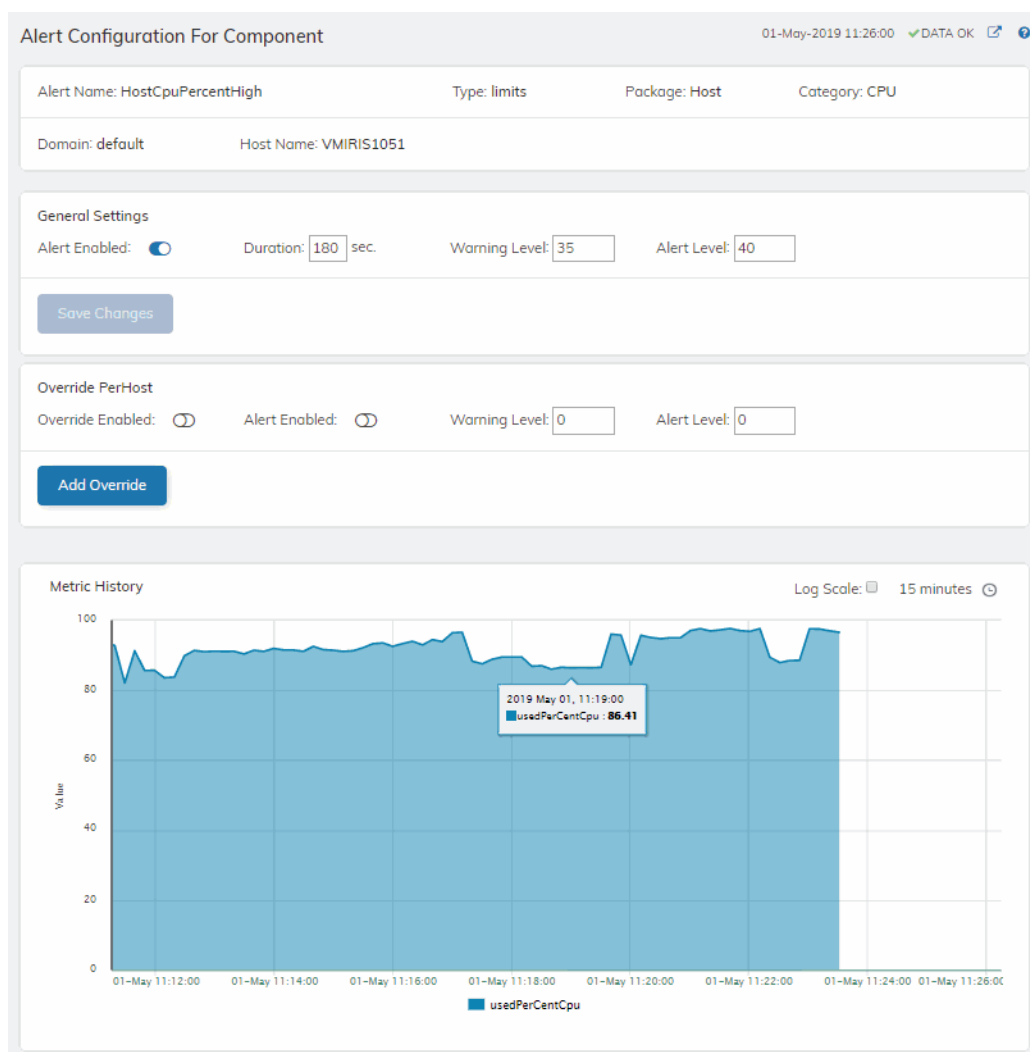 Alert Configuration For Component 01-May-2019 11:26:00 DATA OK
Alert Name: HostCpuPercentHigh Type: limits Package: Host Category: CPU
Domain: default Host Name: VMIRIS1051
General Settings
Alert Enabled: Duration: 180 sec. Warning Level: 35 Alert Level: 40
Save Changes
Override PerHost
Override Enabled: Alert Enabled: Warning Level: 0 Alert Level: 0
Add Override
Metric History Log Scale: 15 minutes
100
80
60
40
20
0
Value
2019 May 01, 11:19:00
usedPerCentCpu : 86.41
01-May 11:12:00 01-May 11:14:00 01-May 11:16:00 01-May 11:18:00 01-May 11:20:00 01-May 11:22:00 01-May 11:24:00 01-May 11:26:00
usedPerCentCpu